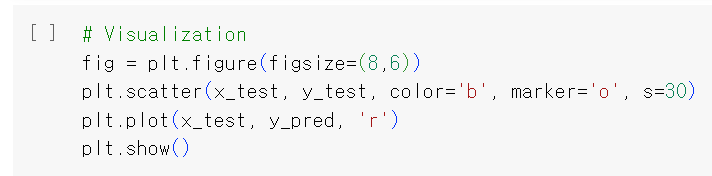 [ ] # Visualization
fig = plt.figure(figsize=(8,6))
plt.scatter(x_test, y_test, color='b', marker='o', s=30)
plt.plot(x_test, y_pred, 'r')
plt.show()